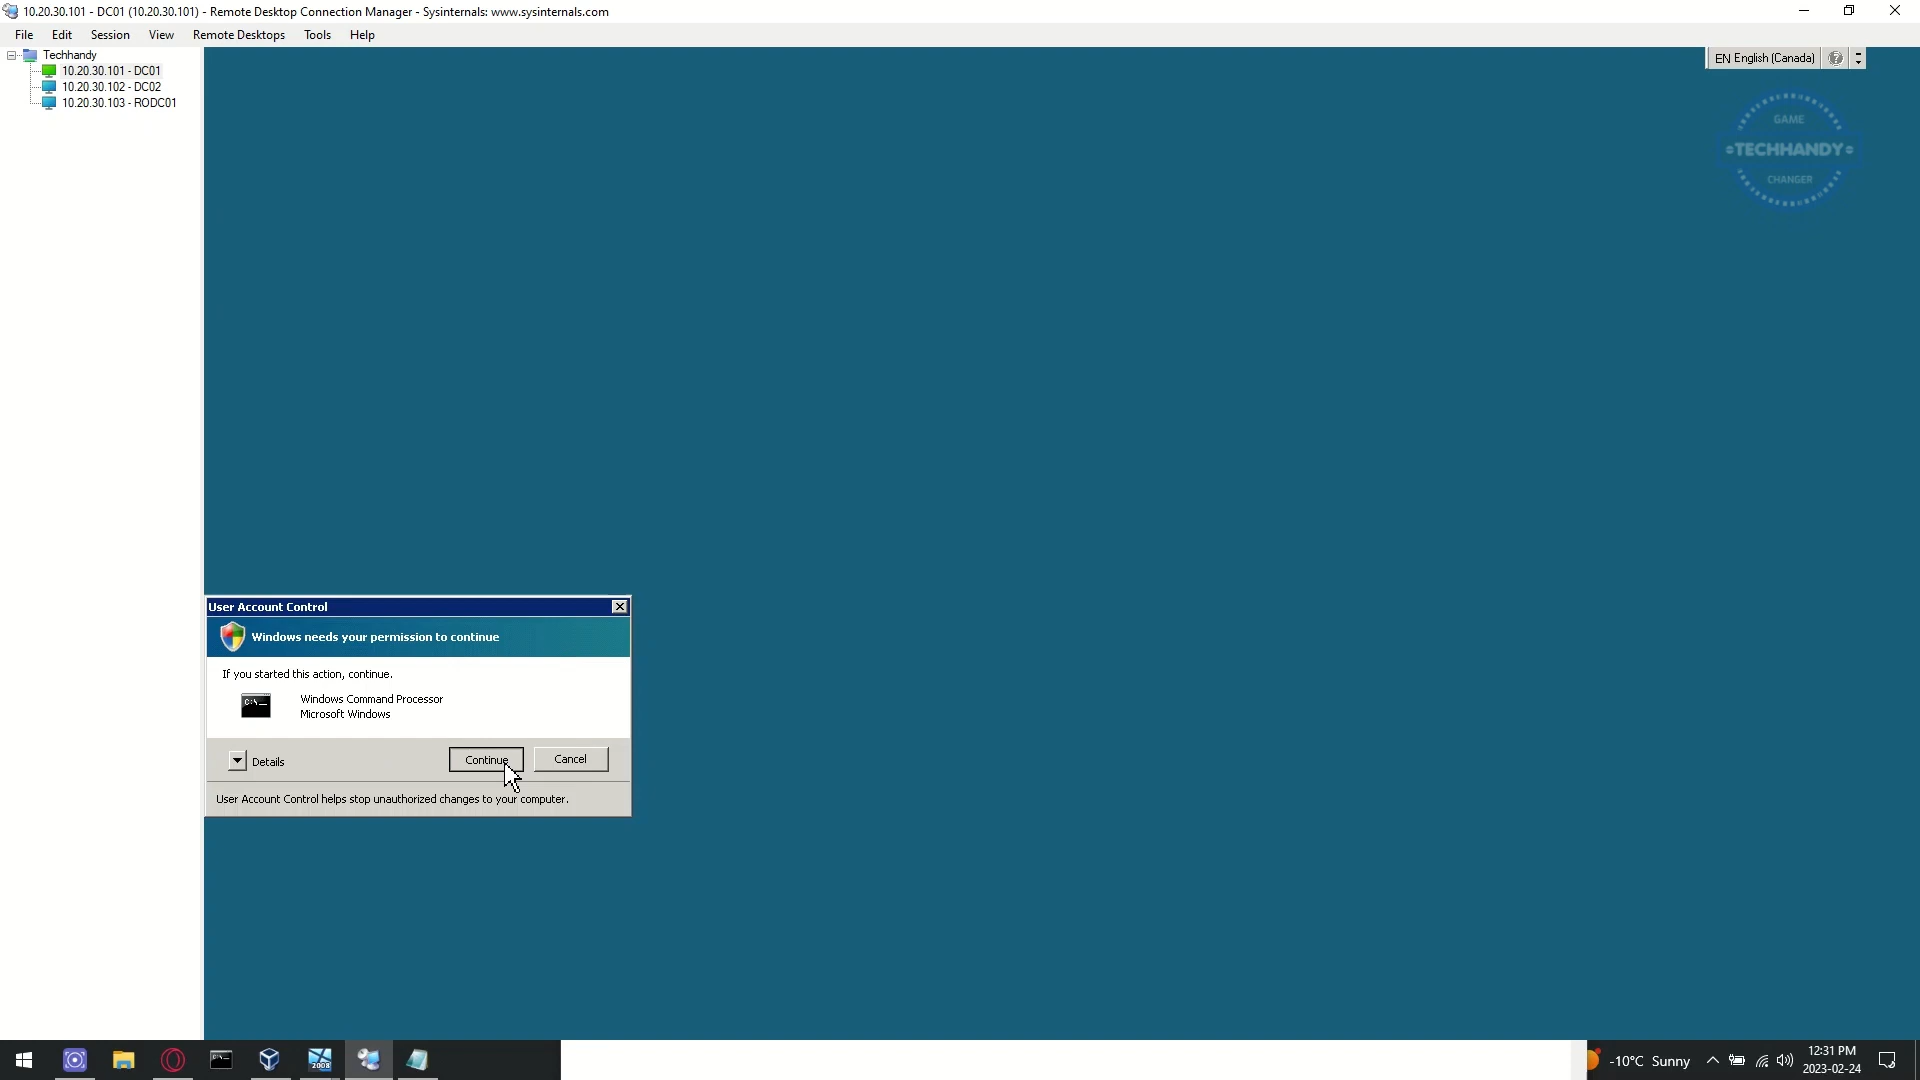 10.20.30.101 - DC01 (10.20.30.101) - Remote Desktop Connection Manager - Sysinternals: www.sysinternals.com
File Edit Session View Remote Desktops Tools Help
Techhandy
10.20.30.101 - DC01
10.20.30.102 - DC02
10.20.30.103 - RODC01
EN English (Canada)
GAME
TECHHANDY
CHANGER
User Account Control
Windows needs your permission to continue
If you started this action, continue.
C:\
Windows Command Processor
Microsoft Windows
Details
Continue
Cancel
User Account Control helps stop unauthorized changes to your computer.
2008
-10°C Sunny
12:31 PM
2023-02-24